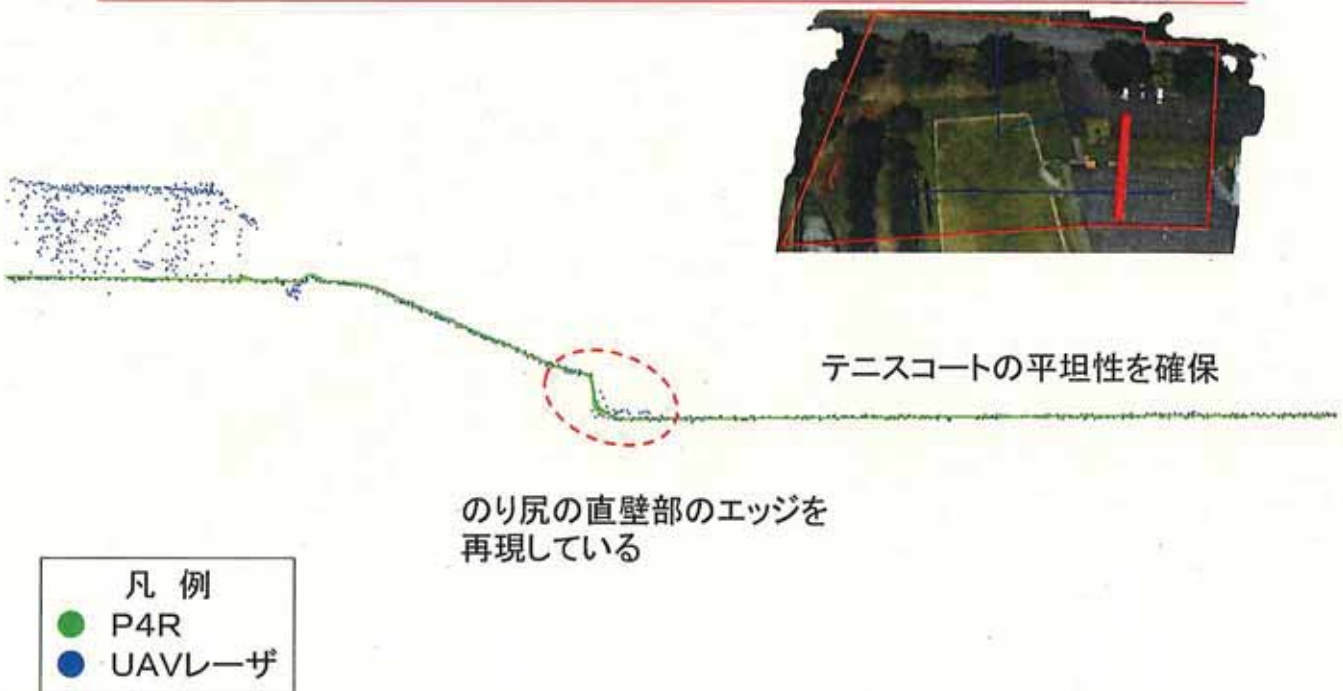 テニスコートの平坦性を確保
のり尻の直壁部のエッジを
再現している
凡 例
P4R
UAVレーザ